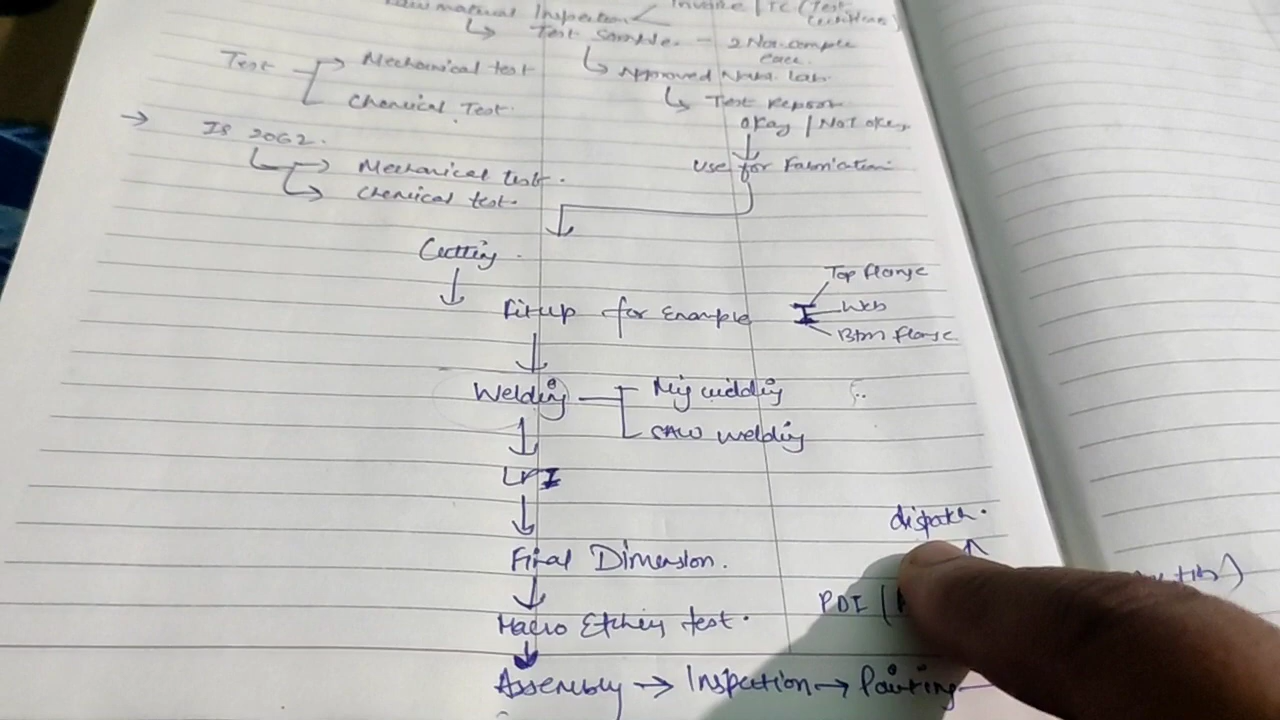 Raw material Inspection < Invoice / TC (Test
↳ Test Sample. - 2 Nos. sample
each.
Test → Mechanical test
Chemical Test.
↳ Approved lab.
↳ Test Report
Okay / Not okay
→ IS 2062.
→ Mechanical test.
→ Chemical test.
Use for Fabrication
Cutting.
Fitup for Example
Top flange
Web
Btm flange.
Welding
Mig welding
SAW welding
LPI
Final Dimension.
dispatch.
PDI (
Macro Etching test.
Assembly → Inspection → Painting